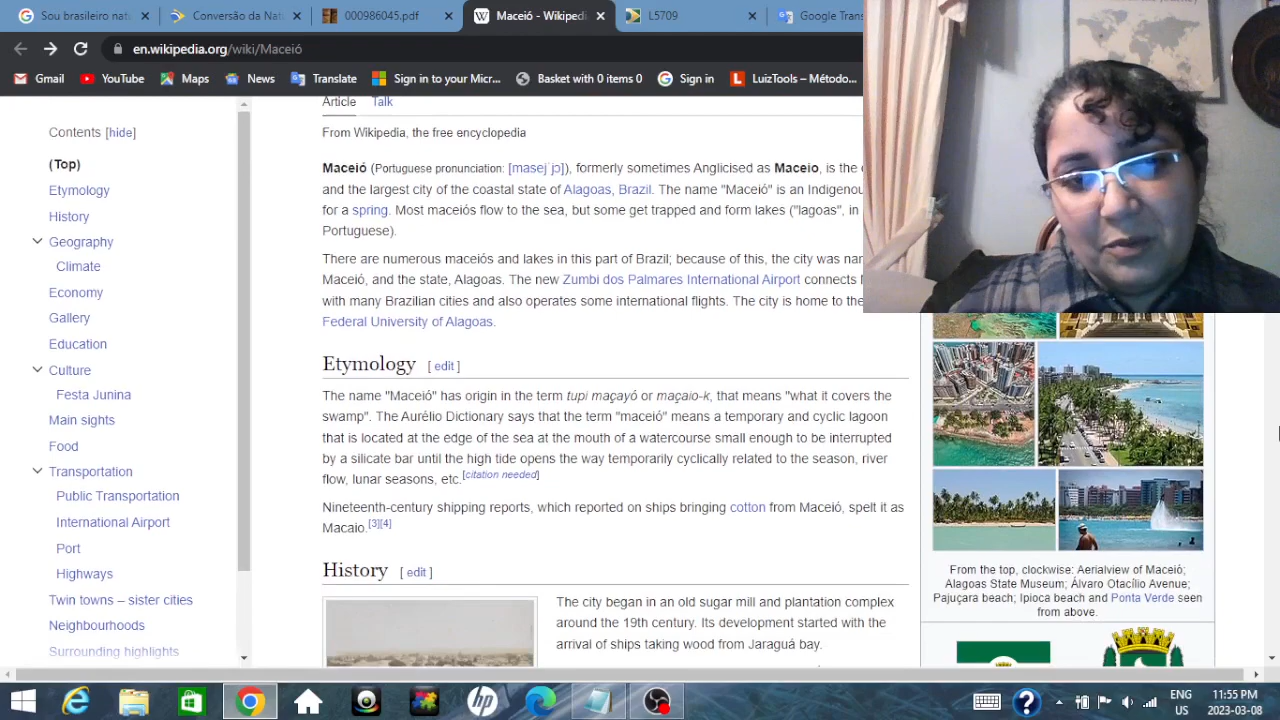 Músicas do
Conversão da Nat
000986045.pdf
Maceió - Wikipedi
L5709
Google Trans
en.wikipedia.org/wiki/Maceió
Gmail
YouTube
Maps
News
Translate
Sign in to your Micr...
Basket with 0 items 0
Sign in
LuizTools – Método...
Article
Talk
Contents [hide]
(Top)
Etymology
History
Geography
Climate
Economy
Gallery
Education
Culture
Festa Junina
Main sights
Food
Transportation
Public Transportation
International Airport
Port
Highways
Twin towns – sister cities
Neighbourhoods
Surrounding highlights
From Wikipedia, the free encyclopedia
Maceió (Portuguese pronunciation: [masejˈjɔ]), formerly sometimes Anglicised as Maceio, is the
and the largest city of the coastal state of Alagoas, Brazil. The name "Maceió" is an Indigenou
for a spring. Most maceiós flow to the sea, but some get trapped and form lakes ("lagoas", in
Portuguese).
There are numerous maceiós and lakes in this part of Brazil; because of this, the city was nar
Maceió, and the state, Alagoas. The new Zumbi dos Palmares International Airport connects
with many Brazilian cities and also operates some international flights. The city is home to the
Federal University of Alagoas.
Etymology [ edit ]
The name "Maceió" has origin in the term tupi maçayó or maçaio-k, that means "what it covers the
swamp". The Aurélio Dictionary says that the term "maceió" means a temporary and cyclic lagoon
that is located at the edge of the sea at the mouth of a watercourse small enough to be interrupted
by a silicate bar until the high tide opens the way temporarily cyclically related to the season, river
flow, lunar seasons, etc.[citation needed]
Nineteenth-century shipping reports, which reported on ships bringing cotton from Maceió, spelt it as
Macaio.[3][4]
History [ edit ]
The city began in an old sugar mill and plantation complex
around the 19th century. Its development started with the
arrival of ships taking wood from Jaraguá bay.
From the top, clockwise: Aerialview of Maceió;
Alagoas State Museum; Álvaro Otacílio Avenue;
Pajuçara beach; Ipioca beach and Ponta Verde seen
from above.
ENG
US
11:55 PM
2023-03-08